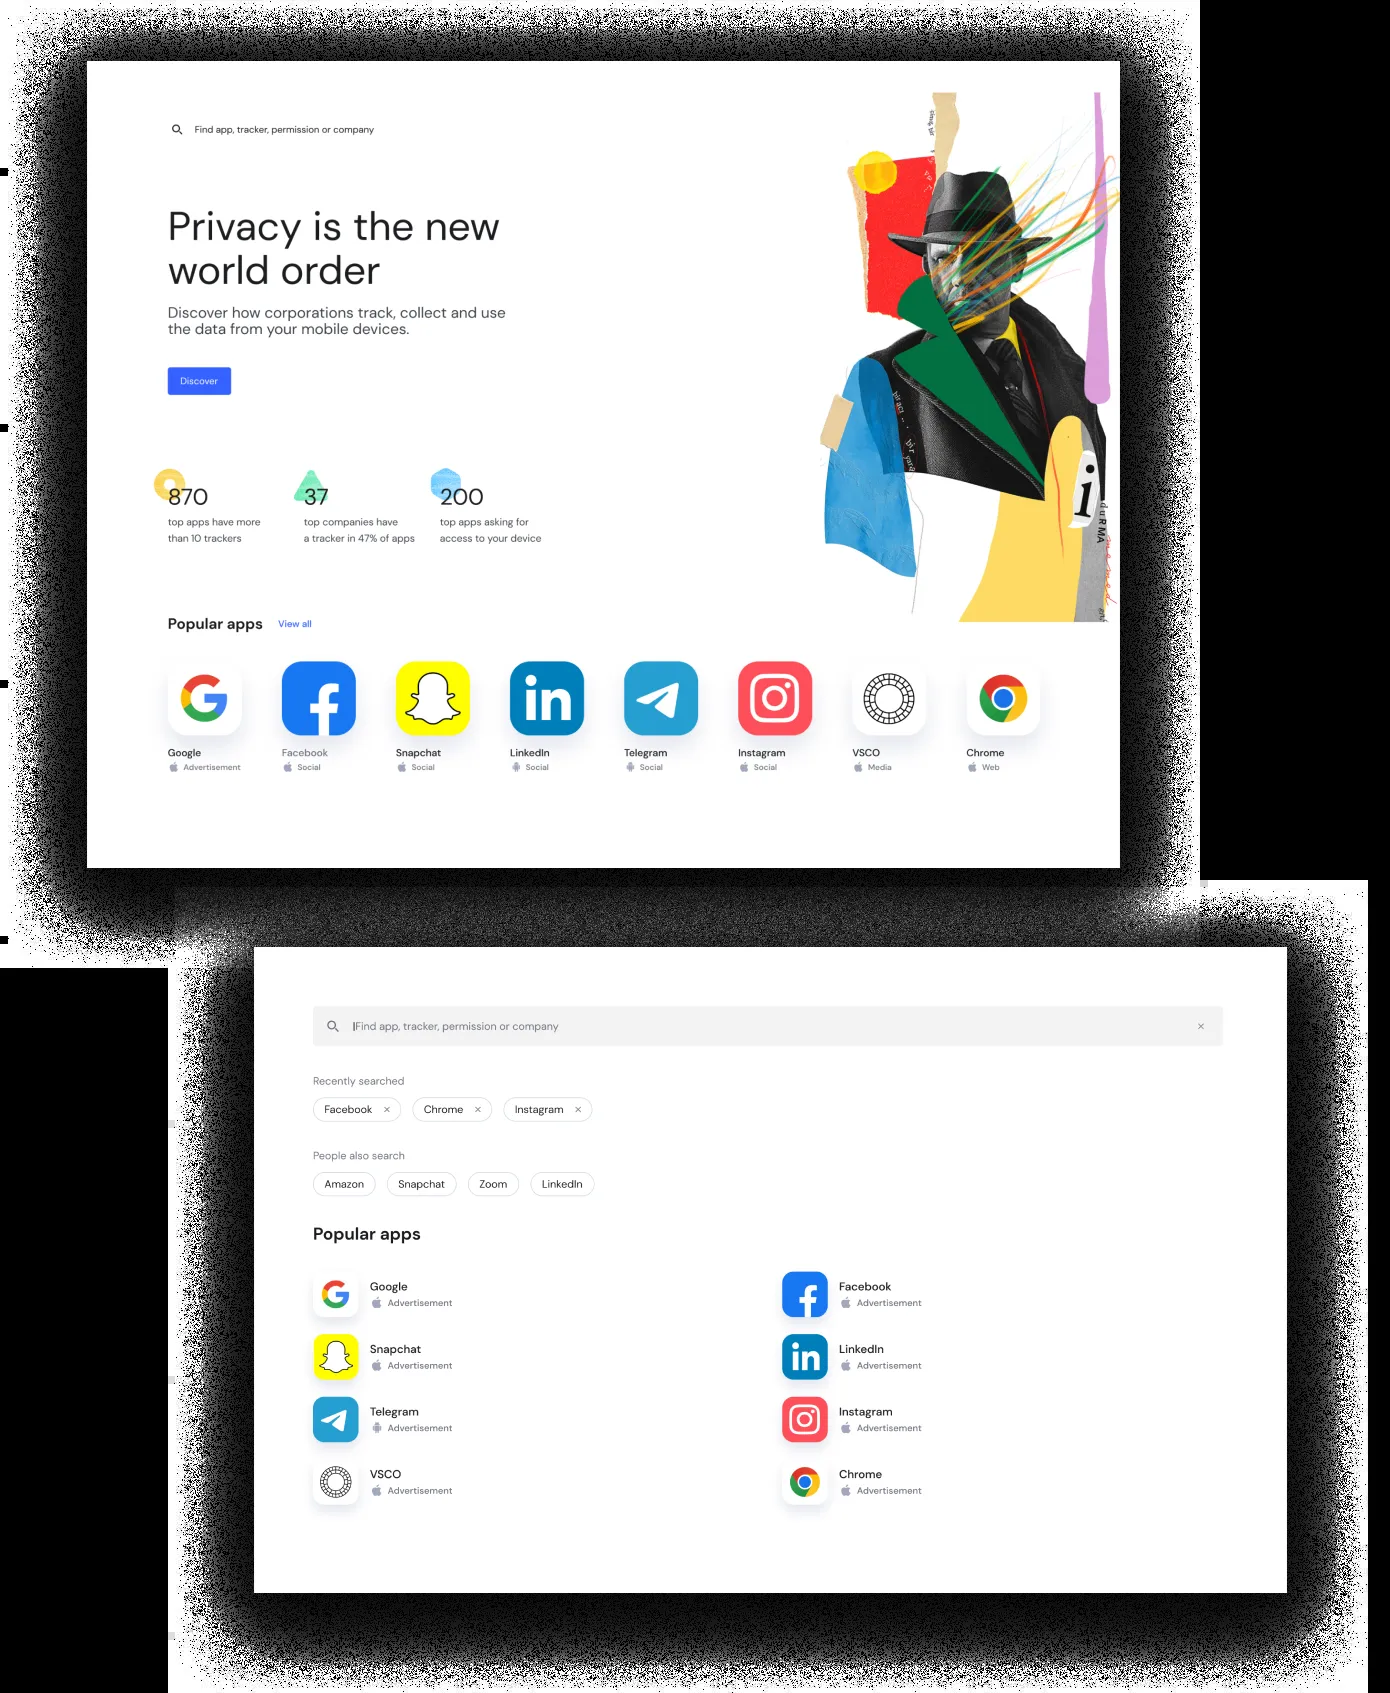 Find app, tracker, permission or company
Privacy is the new
world order
Discover how corporations track, collect and use
the data from your mobile devices.
Discover
870
top apps have more
than 10 trackers
37
top companies have
a tracker in 47% of apps
200
top apps asking for
access to your device
i
Popular apps View all
Google
Advertisement
Facebook
Social
Snapchat
Social
in
LinkedIn
Social
Telegram
Social
Instagram
Social
VSCO
Media
Chrome
Web
Find app, tracker, permission or company
Recently searched
Facebook × Chrome × Instagram ×
People also search
Amazon Snapchat Zoom LinkedIn
Popular apps
Google
Advertisement
Facebook
Advertisement
Snapchat
Advertisement
in
LinkedIn
Advertisement
Telegram
Advertisement
Instagram
Advertisement
VSCO
Advertisement
Chrome
Advertisement